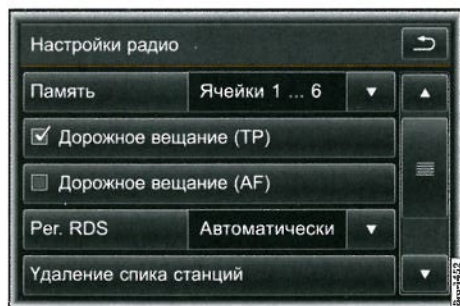 Настройки радио
Память Ячейки 1 ... 6
Дорожное вещание (TP)
Дорожное вещание (AF)
Рег. RDS Автоматически
Удаление спика станций